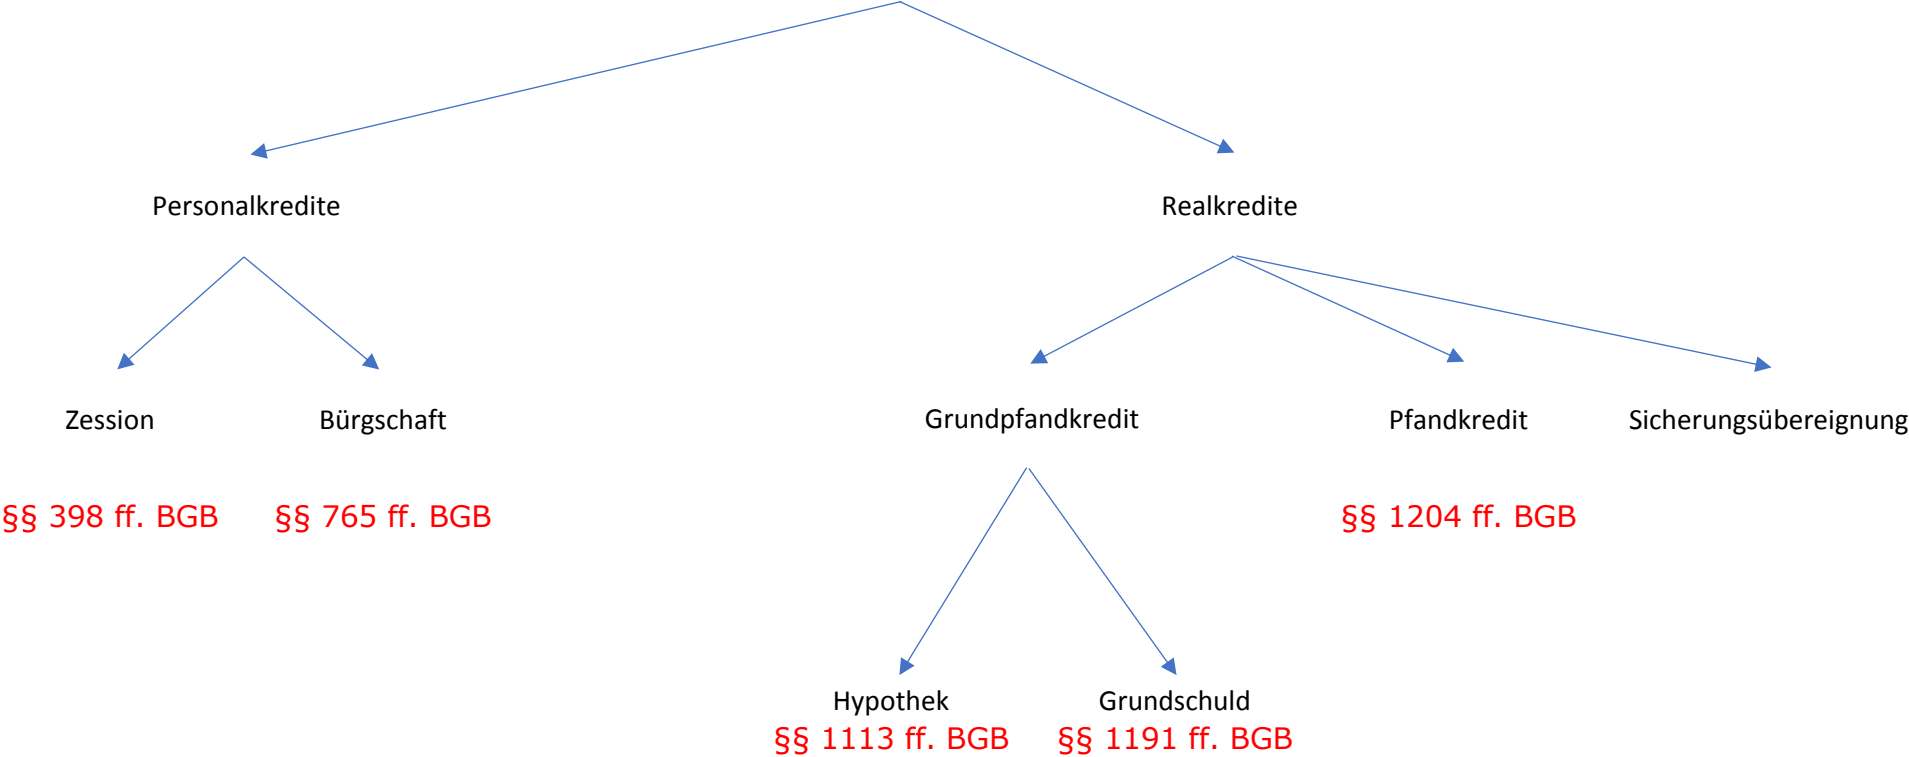 Personalkredite
Realkredite
Zession
Bürgschaft
Grundpfandkredit
Pfandkredit
Sicherungsübereignung
§§ 398 ff. BGB
§§ 765 ff. BGB
§§ 1204 ff. BGB
Hypothek
Grundschuld
§§ 1113 ff. BGB
§§ 1191 ff. BGB